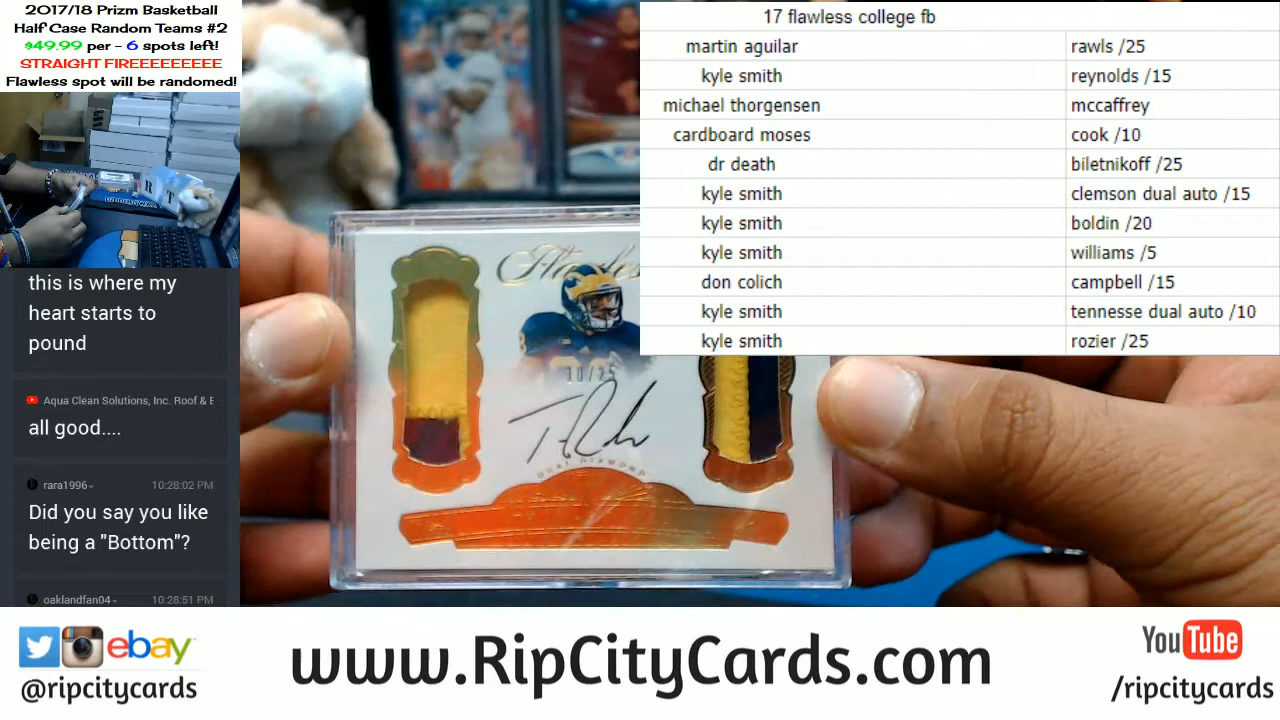 2017/18 Prizm Basketball
Half Case Random Teams #2
$49.99 per - 6 spots left!
STRAIGHT FIREEEEEEEEE
Flawless spot will be randomed!
17 flawless college fb
martin aguilar rawls /25
kyle smith reynolds /15
michael thorgensen mccaffrey
cardboard moses cook /10
dr death biletnikoff /25
kyle smith clemson dual auto /15
kyle smith boldin /20
kyle smith williams /5
don colich campbell /15
kyle smith tennesse dual auto /10
kyle smith rozier /25
R T
this is where my
heart starts to
pound
Aqua Clean Solutions, Inc. Roof & E
all good....
rara1996 10:28:02 PM
Did you say you like
being a "Bottom"?
oaklandfan04 10:26:51 PM
DUAL DIAMOND
ebay
@ripcitycards
www.RipCityCards.com
YouTube
/ripcitycards